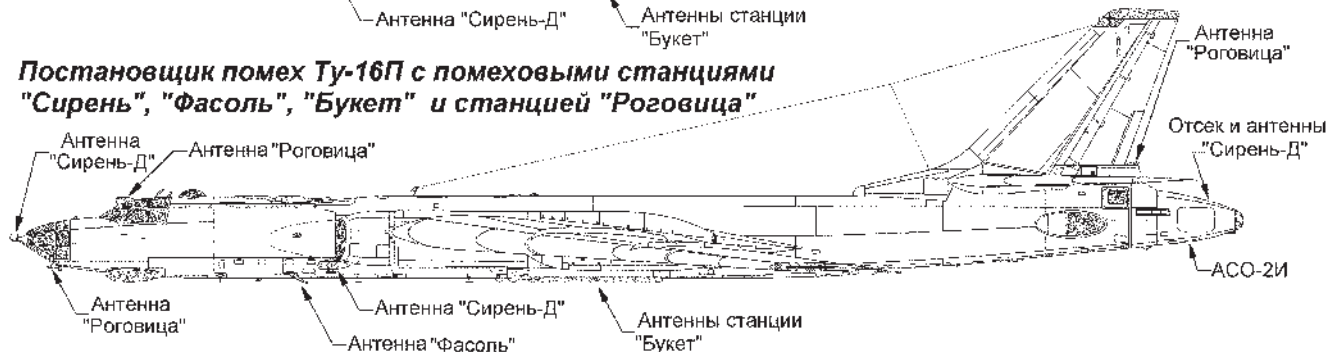 Антенна "Сирень-Д"
Антенны станции
"Букет"
Антенна
"Роговица"
Постановщик помех Ту-16П с помеховыми станциями
"Сирень", "Фасоль", "Букет" и станцией "Роговица"
Антенна
"Сирень-Д"
Антенна "Роговица"
Отсек и антенны
"Сирень-Д"
АСО-2И
Антенна
"Роговица"
Антенна "Сирень-Д"
Антенна "Фасоль"
Антенны станции
"Букет"